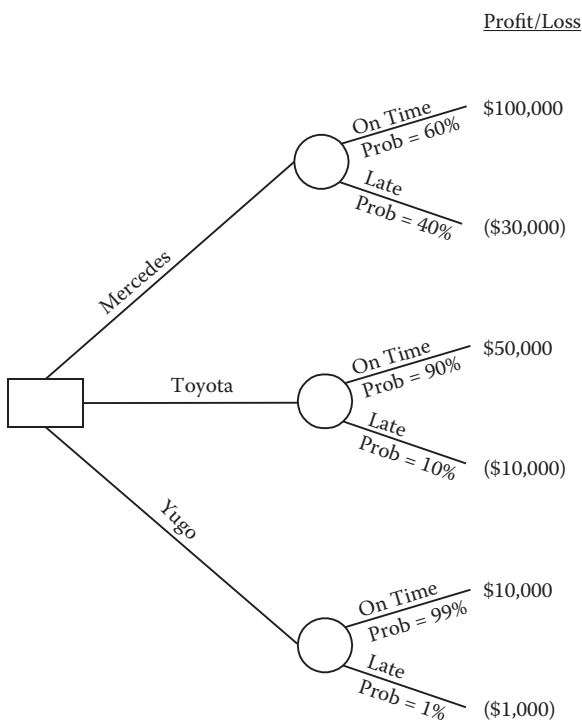 Profit/Loss
On Time
Prob = 60%
$100,000
Late
Prob = 40%
($30,000)
Mercedes
On Time
Prob = 90%
$50,000
Toyota
Late
Prob = 10%
($10,000)
Yugo
On Time
Prob = 99%
$10,000
Late
Prob = 1%
($1,000)